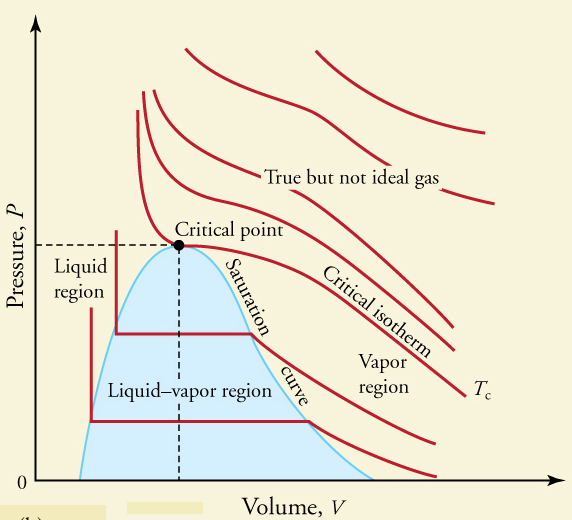 Pressure, P
True but not ideal gas
Critical point
Liquid
region
Saturation
curve
Critical isotherm
Vapor
region
Liquid–vapor region
Tc
0
Volume, V